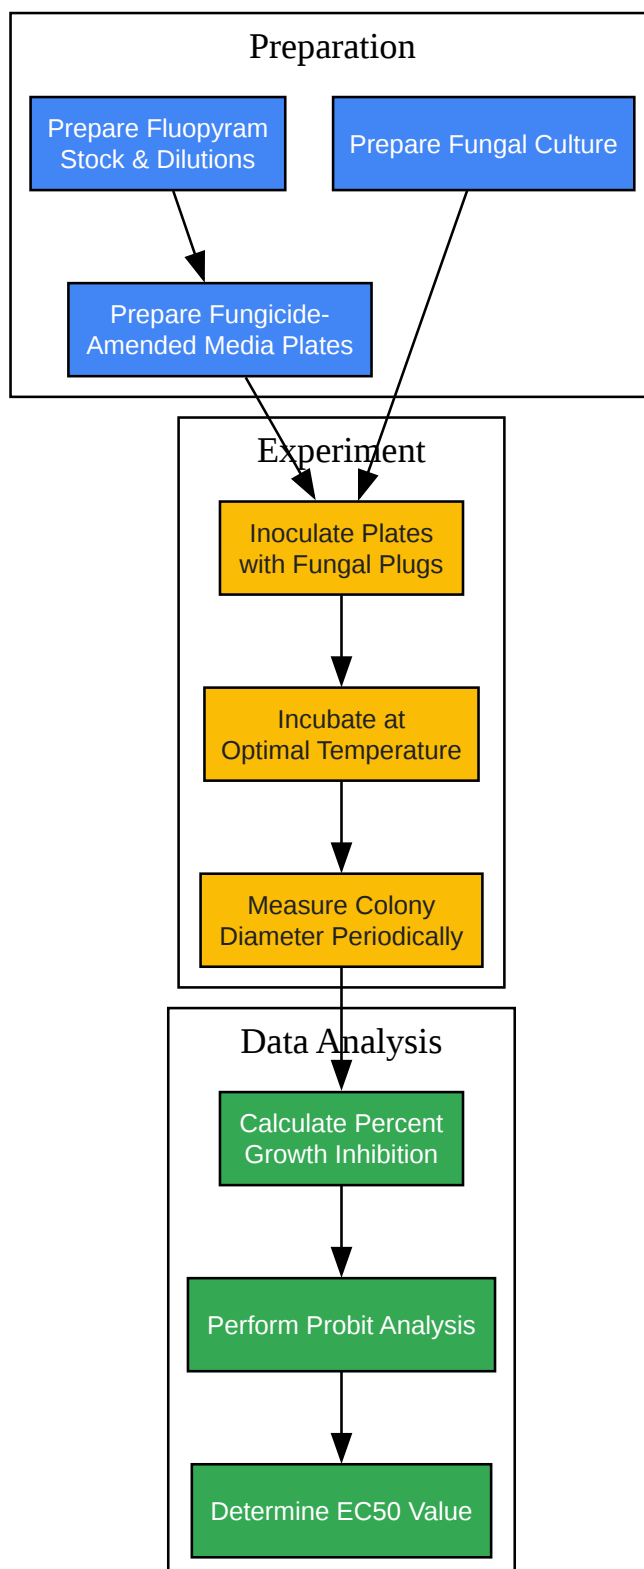 Preparation
Prepare Fluopyram
Stock & Dilutions
Prepare Fungal Culture
Prepare Fungicide-
Amended Media Plates
Experiment
Inoculate Plates
with Fungal Plugs
Incubate at
Optimal Temperature
Measure Colony
Diameter Periodically
Data Analysis
Calculate Percent
Growth Inhibition
Perform Probit Analysis
Determine EC50 Value